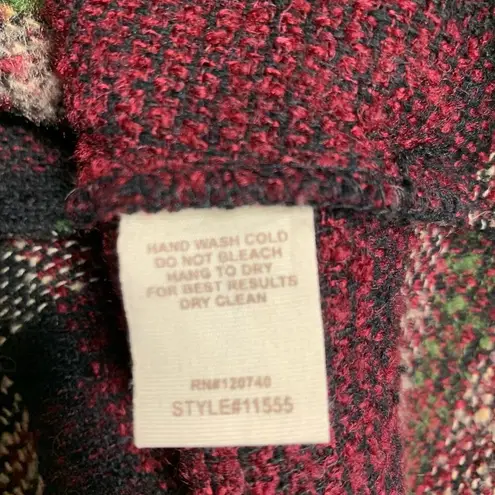 HAND WASH COLD
DO NOT BLEACH
HANG TO DRY
FOR BEST RESULTS
DRY CLEAN
RN#120740
STYLE#11555